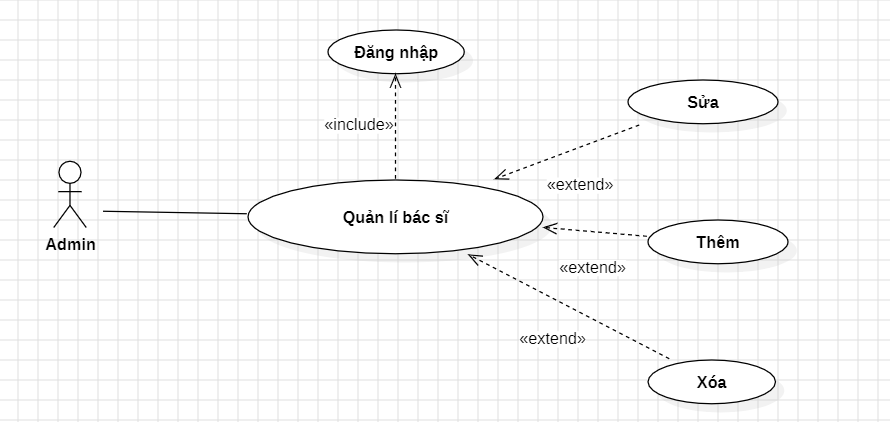 Đăng nhập
Sửa
«include»
«extend»
Quản lí bác sĩ
Admin
Thêm
«extend»
«extend»
Xóa